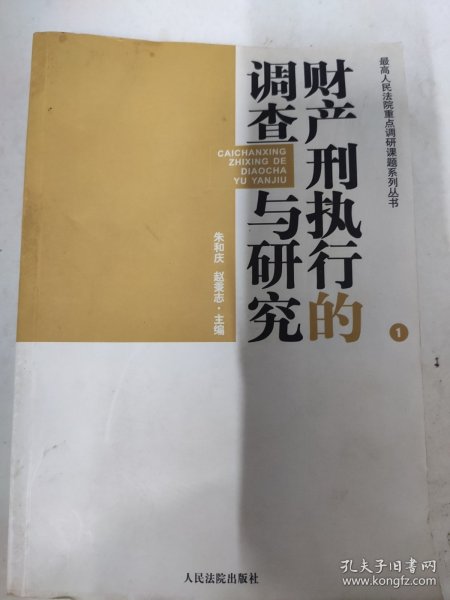 最高人民法院重点调研课题系列丛书
1
财产刑执行的
调查与研究
CAICHANXING
ZHIXING DE
DIAOCHA
YU YANJIU
朱和庆 赵秉志·主编
人民法院出版社
孔夫子旧书网
www.kongfz.com